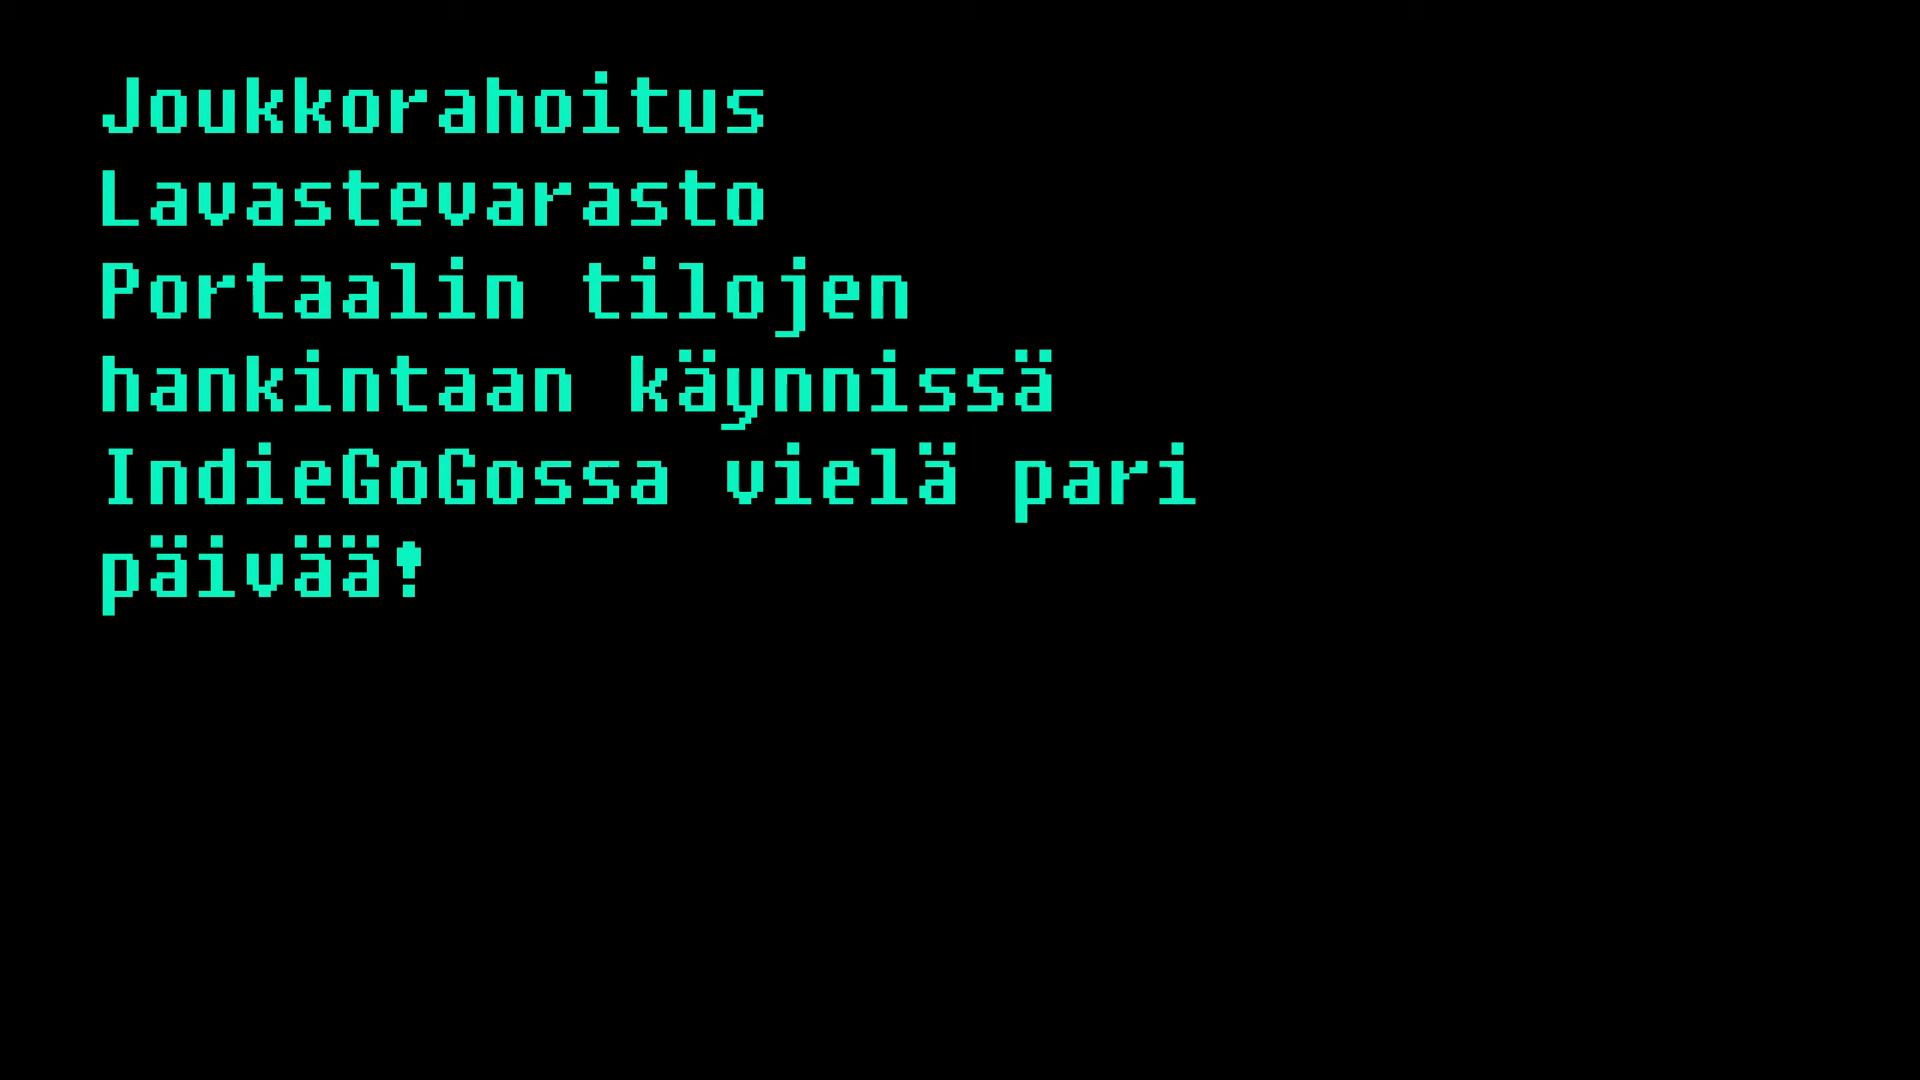 Joukkorahoitus
Lavastevarasto
Portaalin tilojen
hankintaan käynnissä
IndieGoGossa vielä pari
päivää!